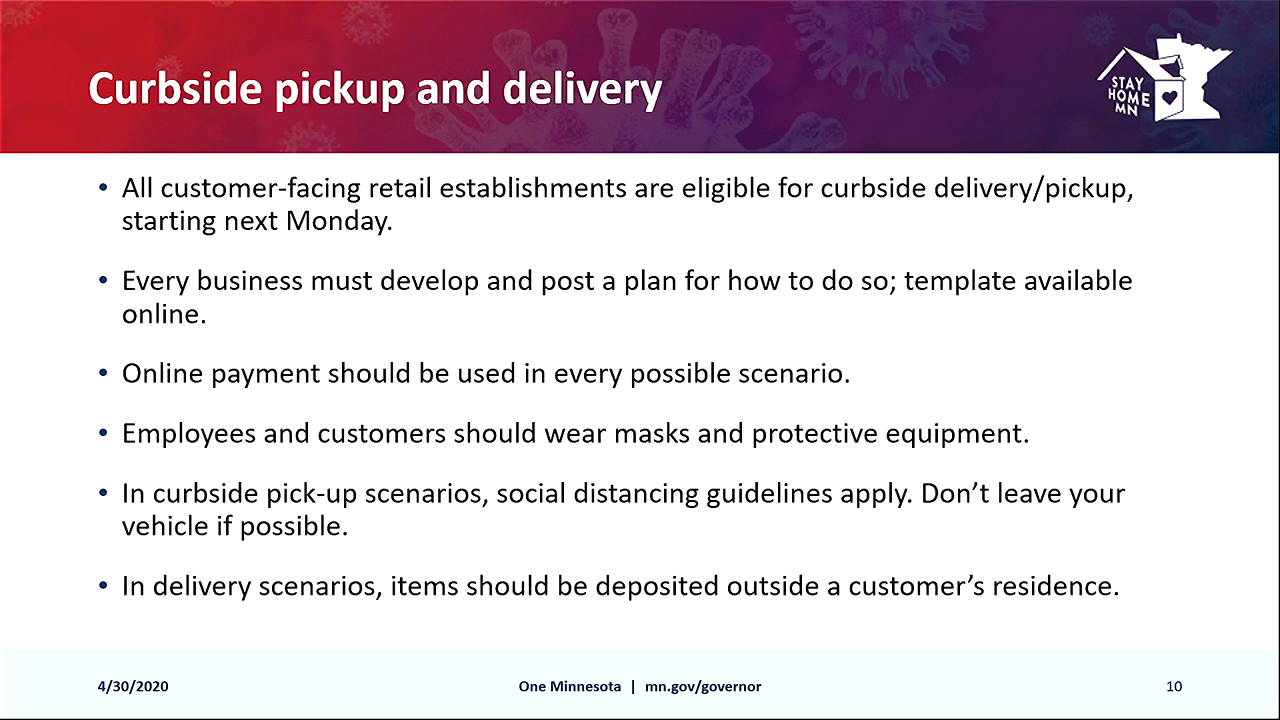 Curbside pickup and delivery
STAY
HOME
MN
• All customer-facing retail establishments are eligible for curbside delivery/pickup,
starting next Monday.
• Every business must develop and post a plan for how to do so; template available
online.
• Online payment should be used in every possible scenario.
• Employees and customers should wear masks and protective equipment.
• In curbside pick-up scenarios, social distancing guidelines apply. Don’t leave your
vehicle if possible.
• In delivery scenarios, items should be deposited outside a customer’s residence.
4/30/2020 One Minnesota | mn.gov/governor 10